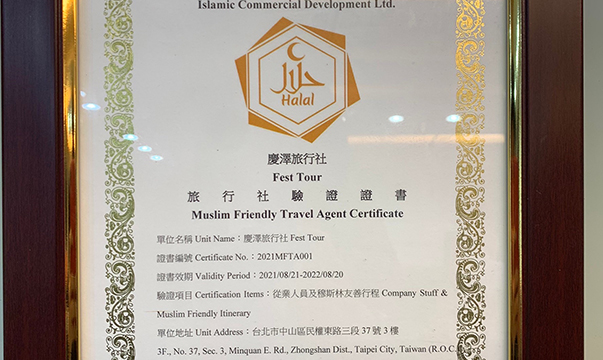 Islamic Commercial Development Ltd.
حلال
Halal
慶澤旅行社
Fest Tour
旅行社驗證證書
Muslim Friendly Travel Agent Certificate
單位名稱 Unit Name：慶澤旅行社 Fest Tour
證書編號 Certificate No.：2021MFTA001
證書效期 Validity Period：2021/08/21-2022/08/20
驗證項目 Certification Items：從業人員及穆斯林友善行程 Company Stuff &
Muslim Friendly Itinerary
單位地址 Unit Address：台北市中山區民權東路三段 37 號 3 樓
3F., No. 37, Sec. 3, Minquan E. Rd., Zhongshan Dist., Taipei City, Taiwan (R.O.C.)